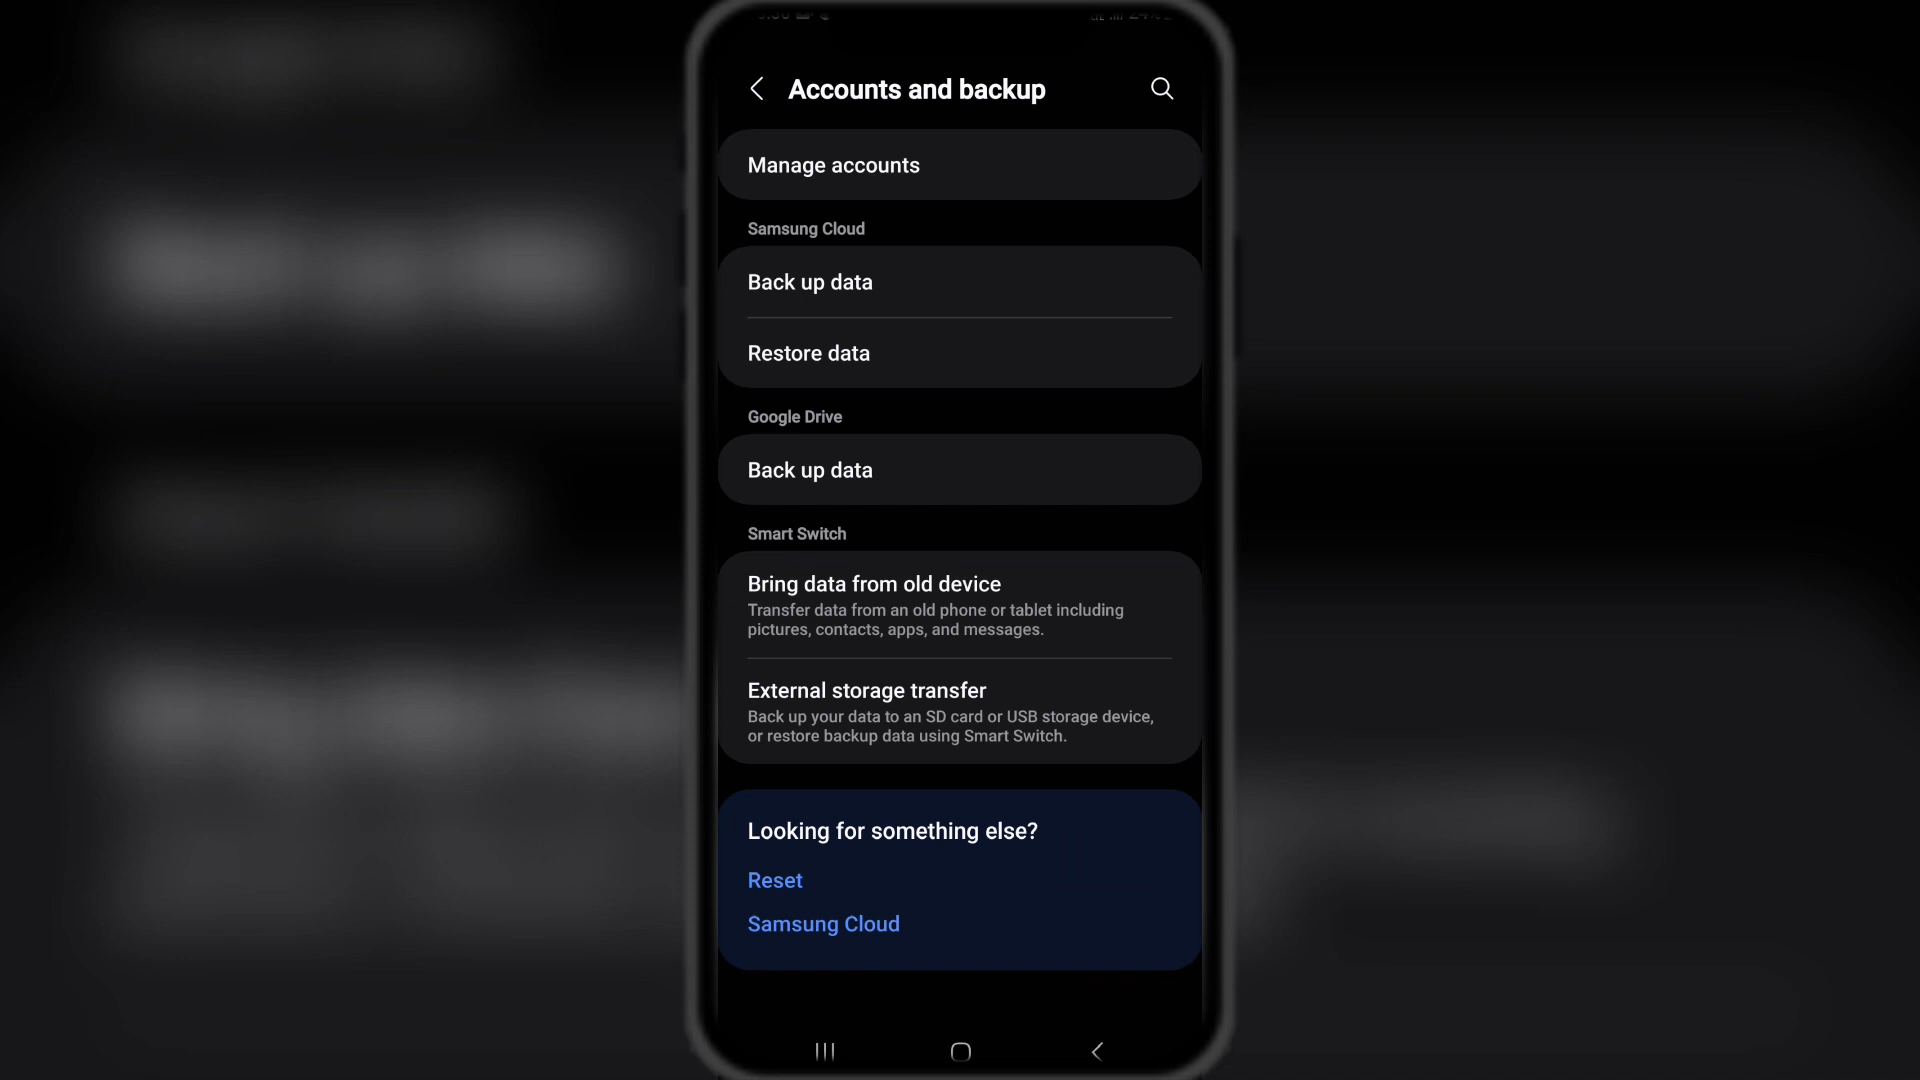 Accounts and backup
Manage accounts
Samsung Cloud
Back up data
Restore data
Google Drive
Back up data
Smart Switch
Bring data from old device
Transfer data from an old phone or tablet including
pictures, contacts, apps, and messages.
External storage transfer
Back up your data to an SD card or USB storage device,
or restore backup data using Smart Switch.
Looking for something else?
Reset
Samsung Cloud